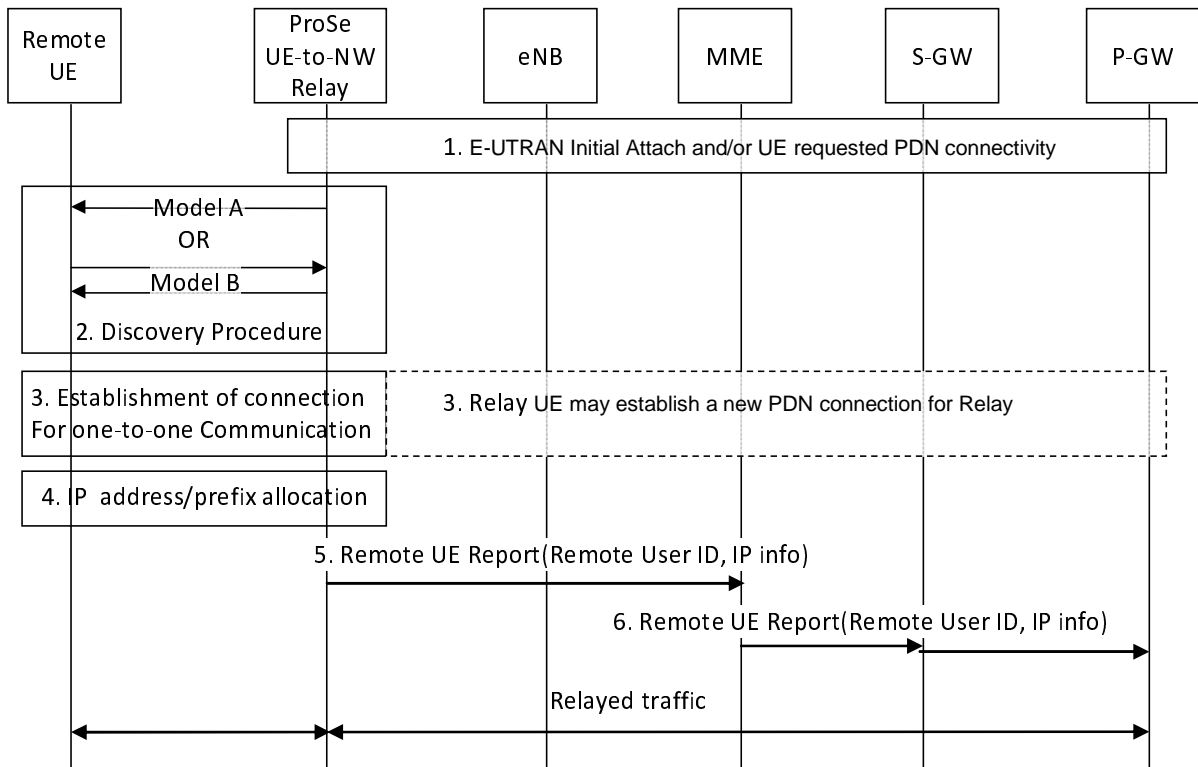 Remote
UE
ProSe
UE-to-NW
Relay
eNB
MME
S-GW
P-GW
1. E-UTRAN Initial Attach and/or UE requested PDN connectivity
Model A
OR
Model B
2. Discovery Procedure
3. Establishment of connection
For one-to-one Communication
3. Relay UE may establish a new PDN connection for Relay
4. IP address/prefix allocation
5. Remote UE Report(Remote User ID, IP info)
6. Remote UE Report(Remote User ID, IP info)
Relayed traffic